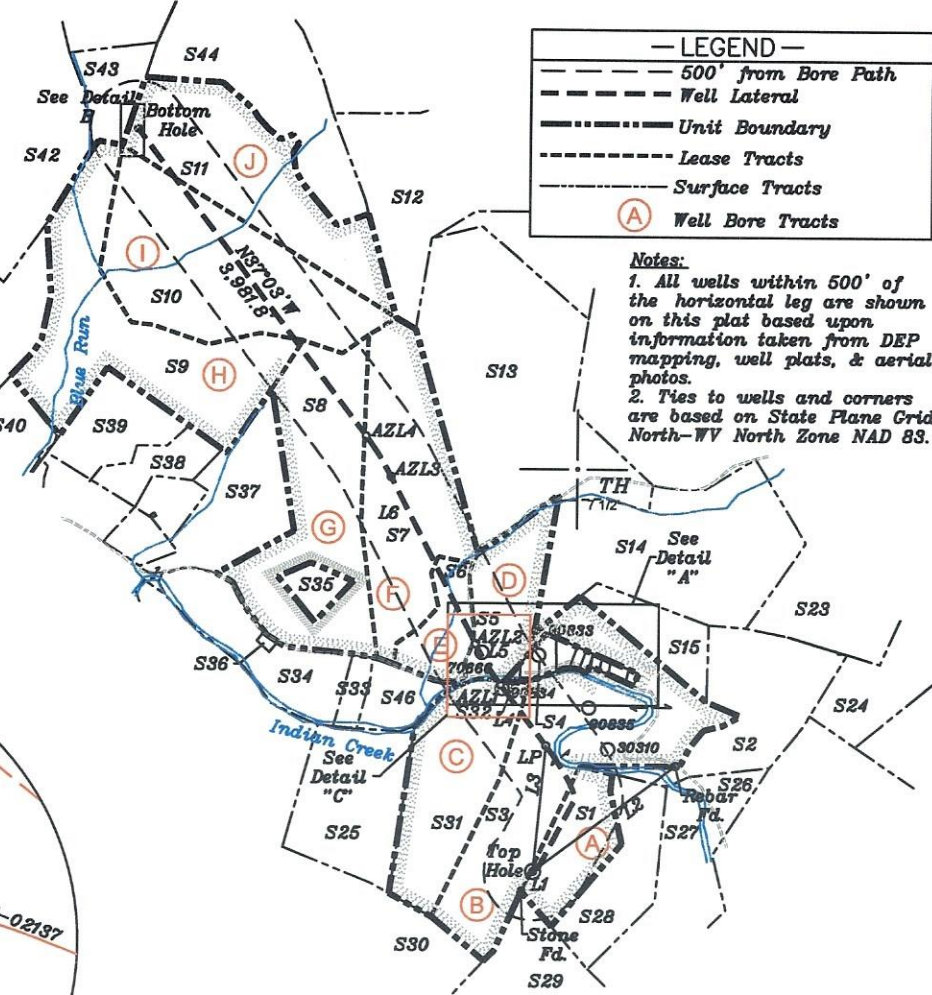 — LEGEND —
500' from Bore Path
Well Lateral
Unit Boundary
Lease Tracts
Surface Tracts
A Well Bore Tracts
Notes:
1. All wells within 500' of
the horizontal leg are shown
on this plat based upon
information taken from DEP
mapping, well plats, & aerial
photos.
2. Ties to wells and corners
are based on State Plane Grid
North-WV North Zone NAD 83.
S43
S44
See Detail
B
Bottom
Hole
S42
S11
J
S12
I
N37°03'W
3,981.8
S10
Blue Run
S9
H
S13
S8
S40
S39
AZL4
S38
AZL3
S37
L6
S7
TH
7 1/2
G
S14
See
Detail
"A"
S6
D
S35
F
S23
S5
AZL2
E
L5
S15
S36
70866
S34
S33
S46
AZL1
S32
L4
S4
S24
Indian Creek
30310
S2
C
LP
See
Detail
"C"
L3
S26
Rebar
Fd.
S1
L2
S27
S31
S3
S25
A
Top
Hole
L1
B
S28
S30
Stone
Fd.
S29
-02137